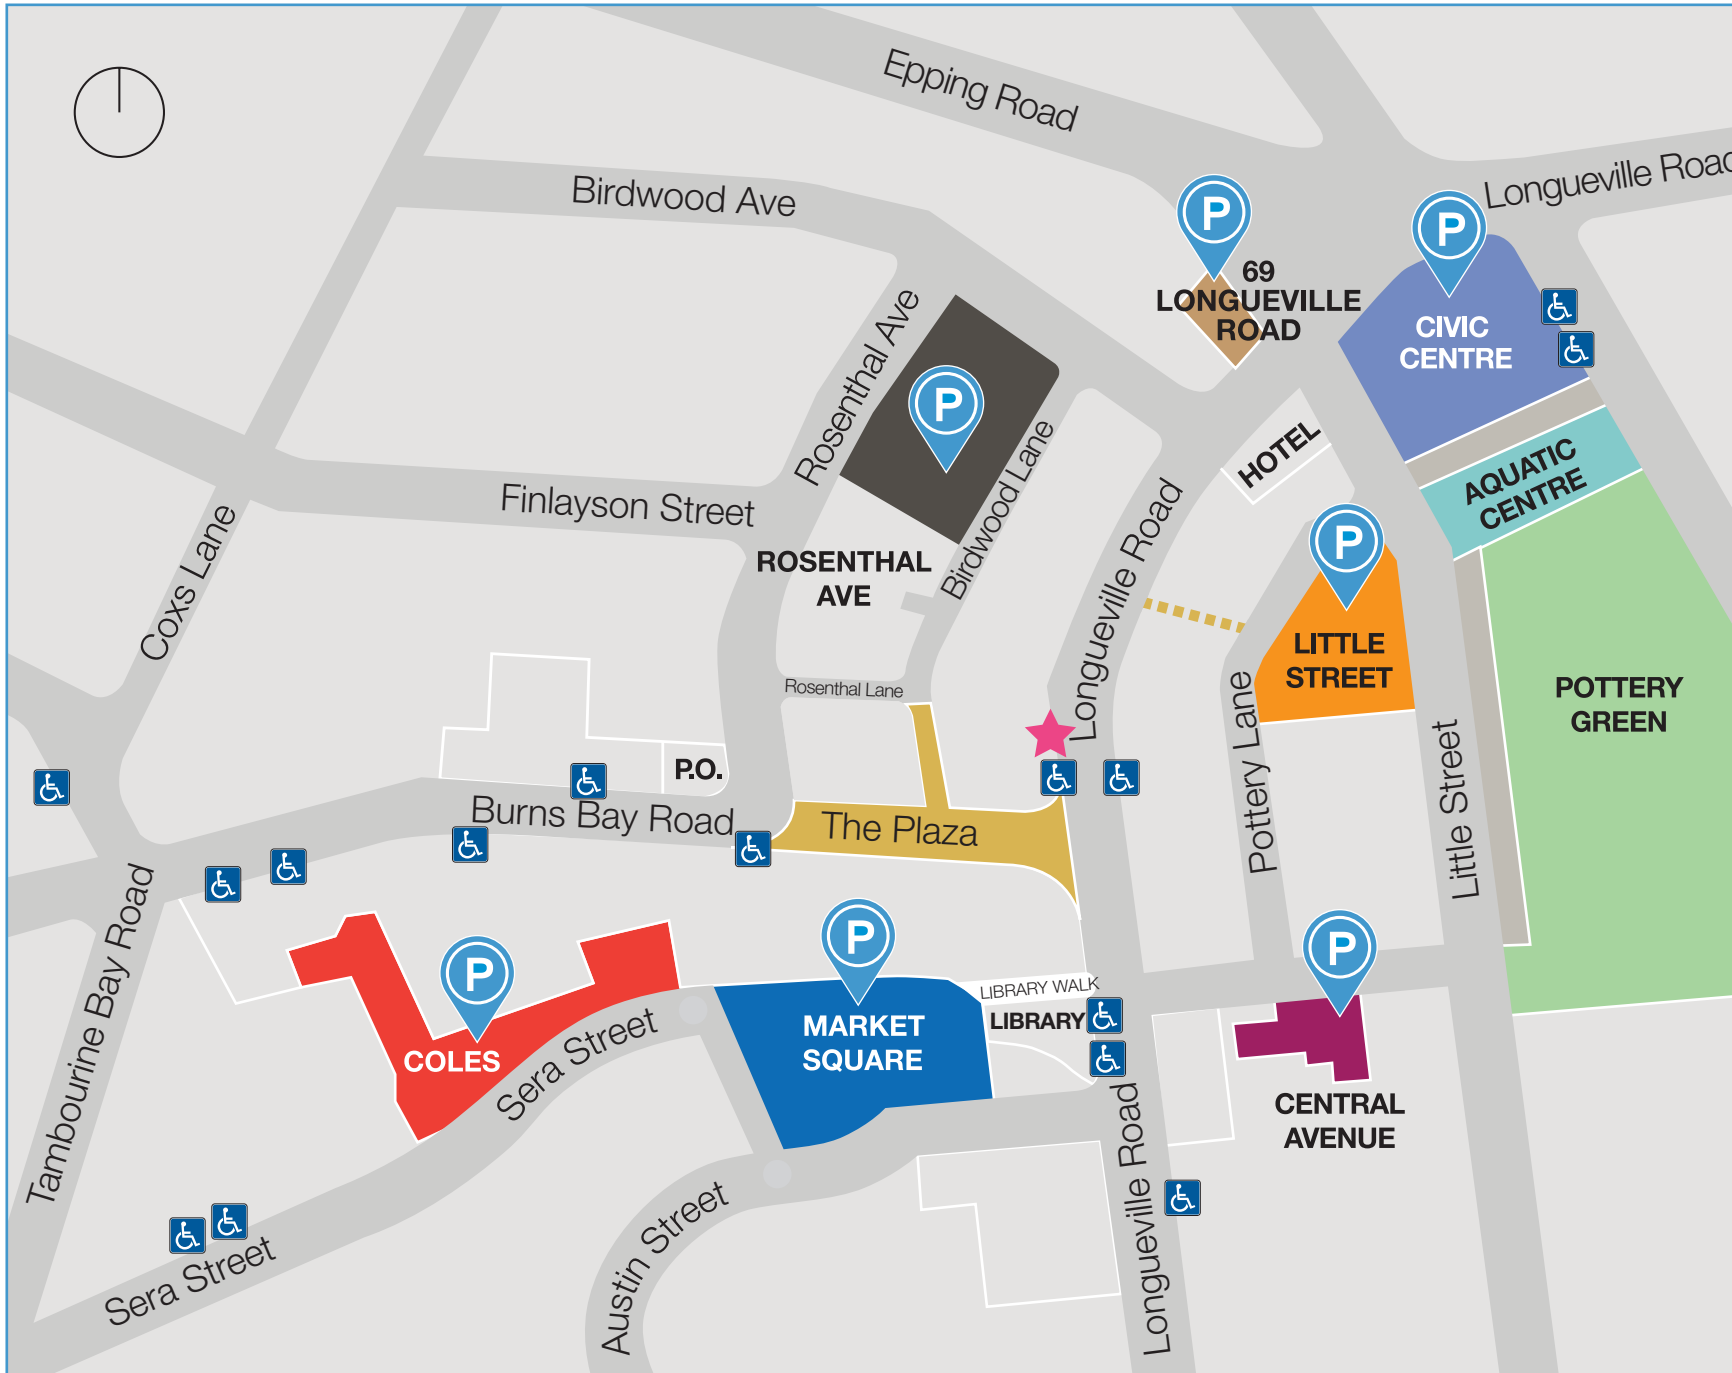 Epping Road
Longueville Road
Birdwood Ave
P
P
69
LONGUEVILLE
ROAD
CIVIC
CENTRE
Rosenthal Ave
P
HOTEL
AQUATIC
CENTRE
Finlayson Street
Birdwood Lane
Longueville Road
Coxs Lane
ROSENTHAL
AVE
P
LITTLE
STREET
POTTERY
GREEN
Rosenthal Lane
Pottery Lane
Little Street
P.O.
Burns Bay Road
The Plaza
Tambourine Bay Road
P
P
P
LIBRARY WALK
LIBRARY
MARKET
SQUARE
COLES
Sera Street
CENTRAL
AVENUE
Longueville Road
Austin Street
Sera Street